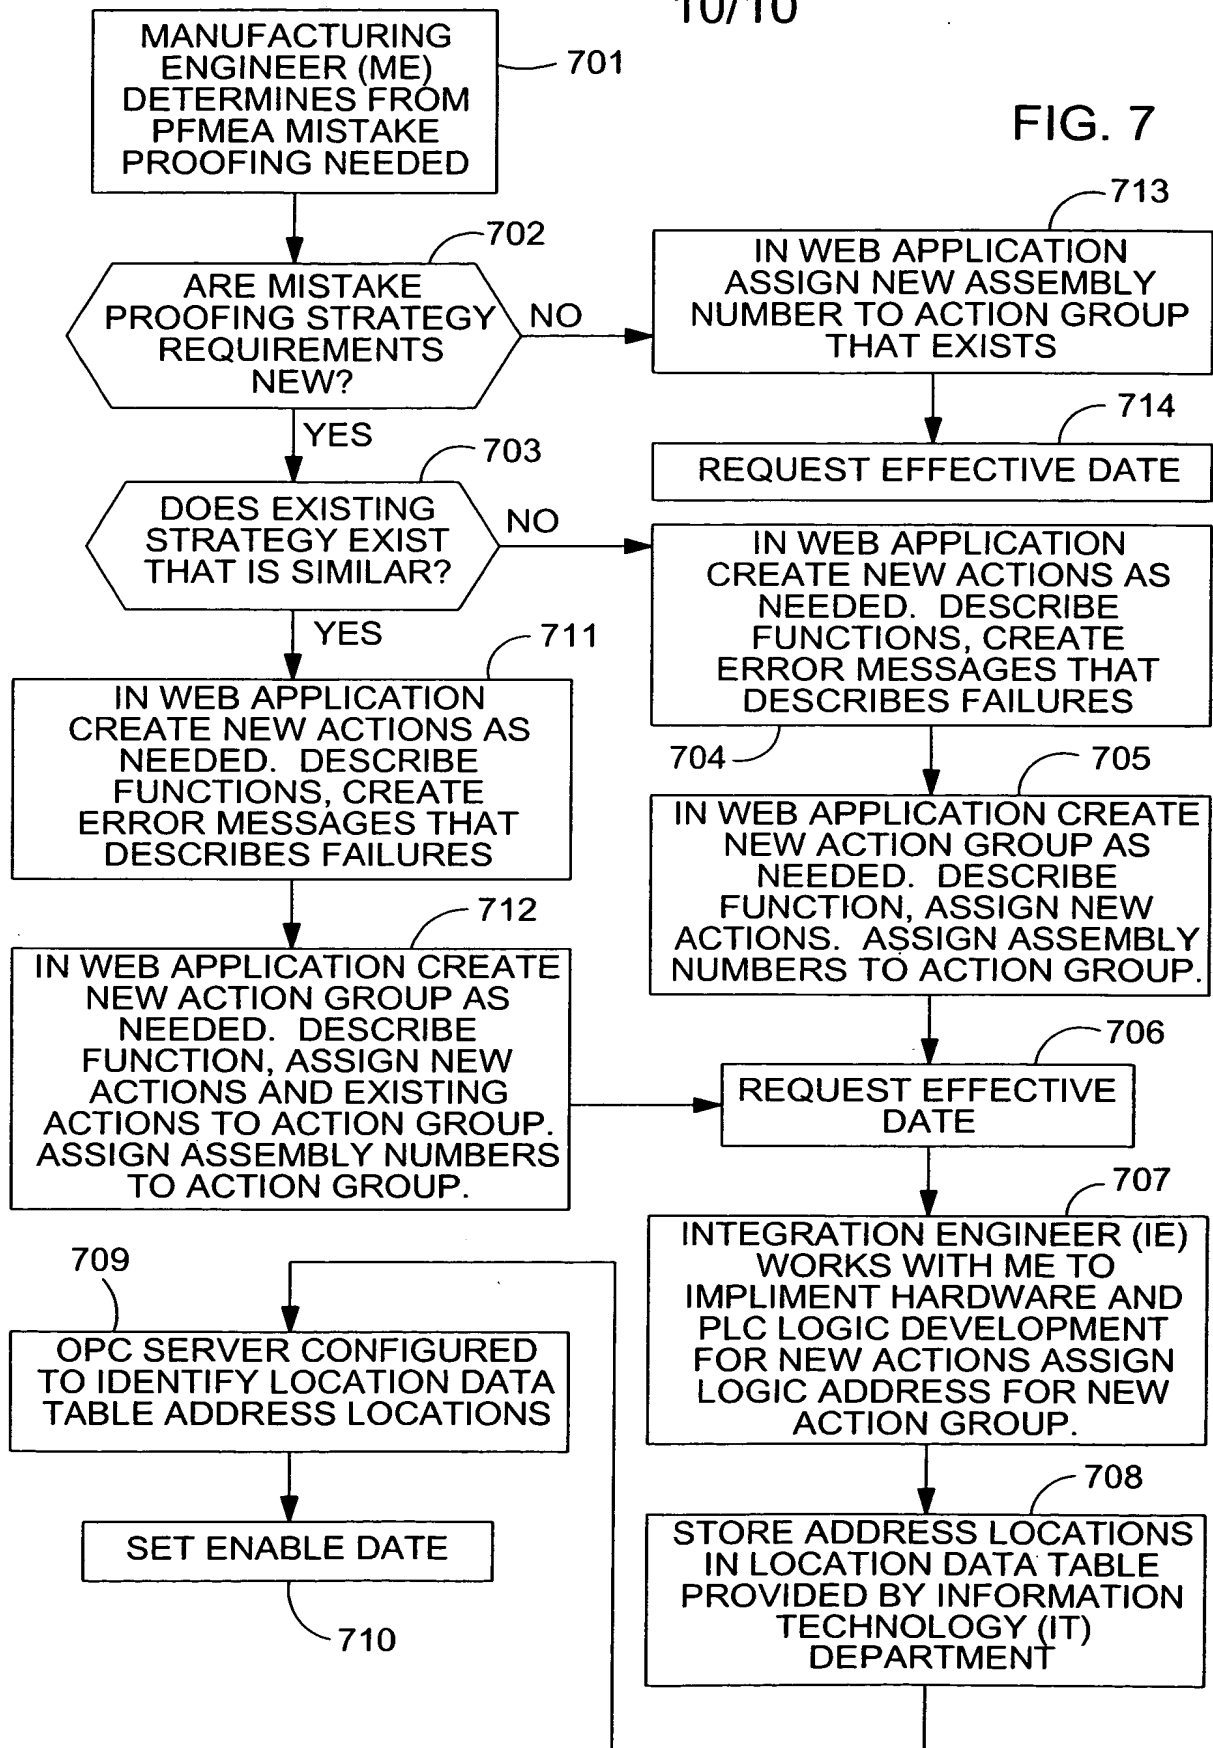 10/10
FIG. 7
MANUFACTURING
ENGINEER (ME)
DETERMINES FROM
PFMEA MISTAKE
PROOFING NEEDED
701
702
ARE MISTAKE
PROOFING STRATEGY
REQUIREMENTS
NEW?
NO
YES
713
IN WEB APPLICATION
ASSIGN NEW ASSEMBLY
NUMBER TO ACTION GROUP
THAT EXISTS
714
REQUEST EFFECTIVE DATE
703
DOES EXISTING
STRATEGY EXIST
THAT IS SIMILAR?
NO
YES
IN WEB APPLICATION
CREATE NEW ACTIONS AS
NEEDED. DESCRIBE
FUNCTIONS, CREATE
ERROR MESSAGES THAT
DESCRIBES FAILURES
704
711
IN WEB APPLICATION
CREATE NEW ACTIONS AS
NEEDED. DESCRIBE
FUNCTIONS, CREATE
ERROR MESSAGES THAT
DESCRIBES FAILURES
705
IN WEB APPLICATION CREATE
NEW ACTION GROUP AS
NEEDED. DESCRIBE
FUNCTION, ASSIGN NEW
ACTIONS. ASSIGN ASSEMBLY
NUMBERS TO ACTION GROUP.
712
IN WEB APPLICATION CREATE
NEW ACTION GROUP AS
NEEDED. DESCRIBE
FUNCTION, ASSIGN NEW
ACTIONS AND EXISTING
ACTIONS TO ACTION GROUP.
ASSIGN ASSEMBLY NUMBERS
TO ACTION GROUP.
706
REQUEST EFFECTIVE
DATE
707
INTEGRATION ENGINEER (IE)
WORKS WITH ME TO
IMPLIMENT HARDWARE AND
PLC LOGIC DEVELOPMENT
FOR NEW ACTIONS ASSIGN
LOGIC ADDRESS FOR NEW
ACTION GROUP.
708
STORE ADDRESS LOCATIONS
IN LOCATION DATA TABLE
PROVIDED BY INFORMATION
TECHNOLOGY (IT)
DEPARTMENT
709
OPC SERVER CONFIGURED
TO IDENTIFY LOCATION DATA
TABLE ADDRESS LOCATIONS
SET ENABLE DATE
710